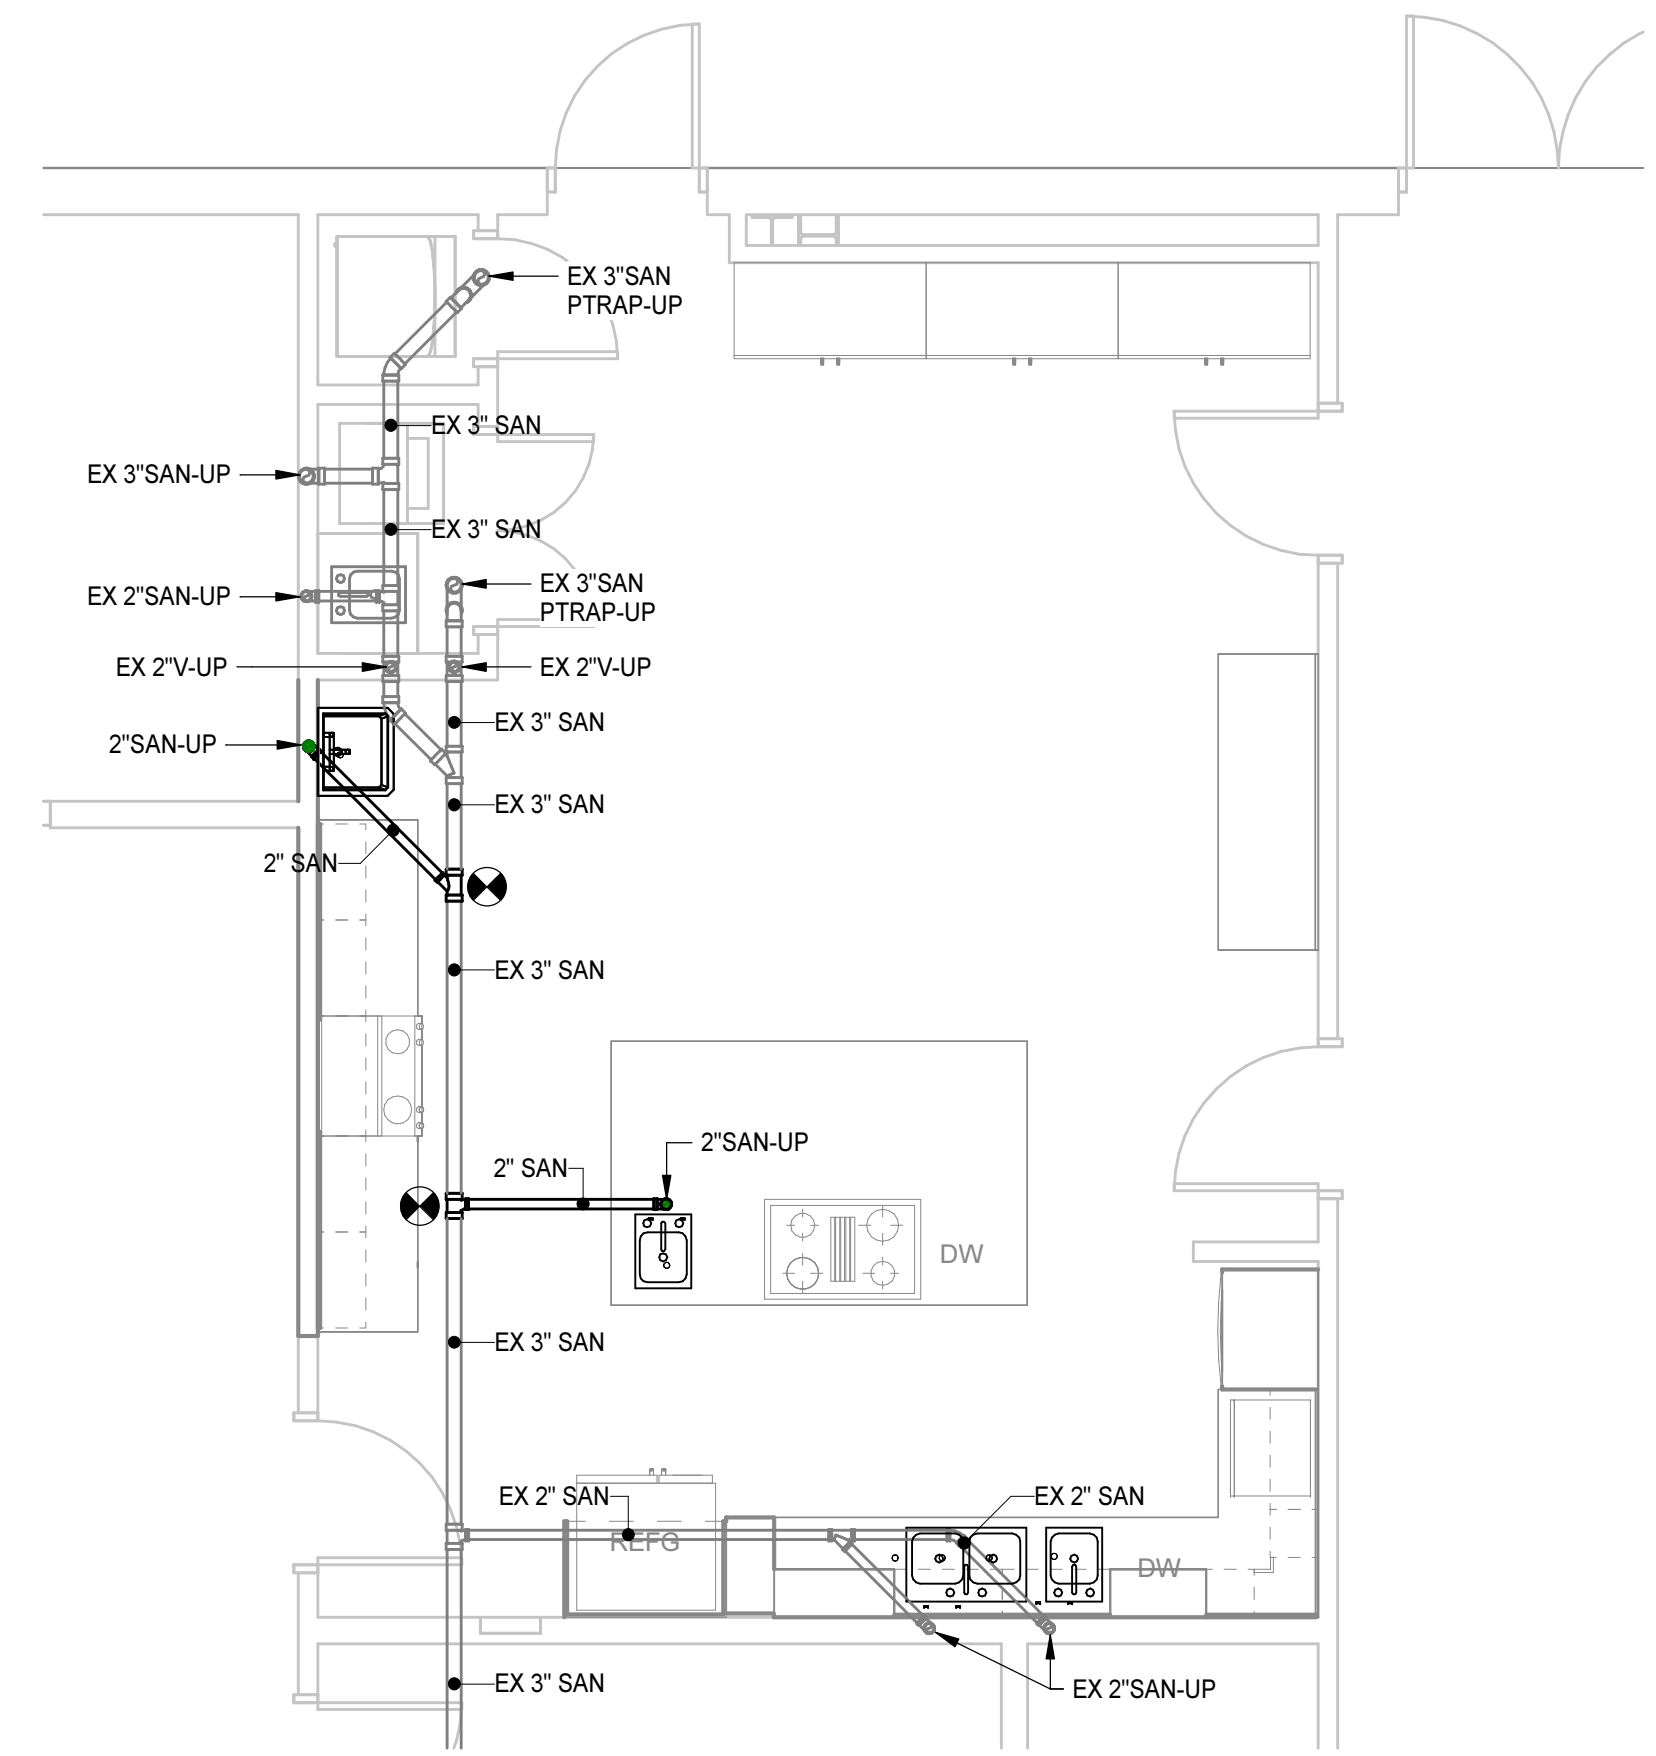 EX 3"SAN
PTRAP-UP
EX 3" SAN
EX 3"SAN-UP
EX 3" SAN
EX 3"SAN
PTRAP-UP
EX 2"SAN-UP
EX 2"V-UP
EX 2"V-UP
EX 3" SAN
2"SAN-UP
EX 3" SAN
2" SAN
EX 3" SAN
2"SAN-UP
2" SAN
DW
EX 3" SAN
EX 2" SAN
EX 2" SAN
REFG
DW
EX 3" SAN
EX 2"SAN-UP